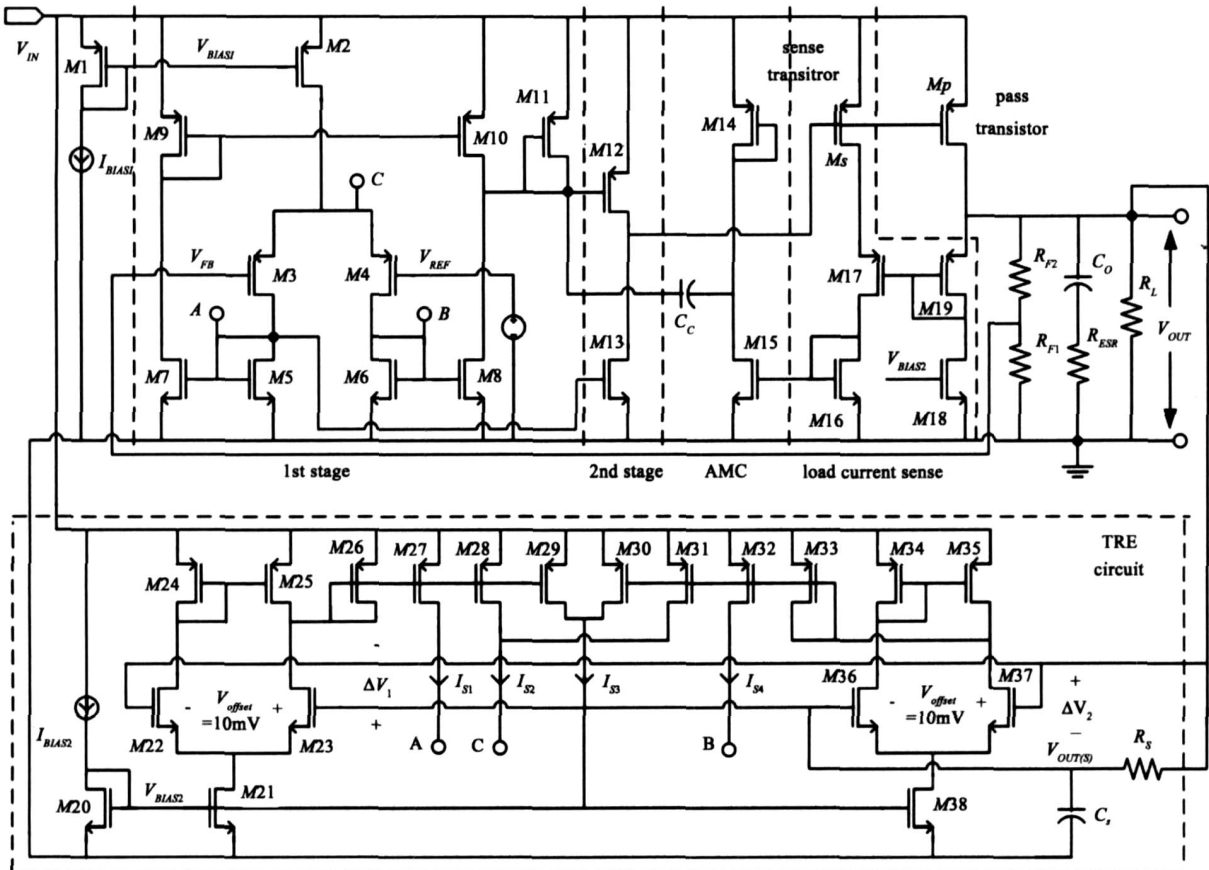 V_IN
M1
V_BIAS1
M2
sense
transitror
Mp
pass
transistor
M9
M10
M11
M12
M14
Ms
I_BIAS1
C
V_FB
M3
M4
V_REF
M17
M19
R_F2
C_O
R_L
A
B
C_C
V_OUT
M7
M5
M6
M8
M13
M15
V_BIAS2
R_F1
R_ESR
M16
M18
1st stage
2nd stage
AMC
load current sense
M24
M25
M26
M27
M28
M29
M30
M31
M32
M33
M34
M35
TRE
circuit
-
ΔV_1
+
I_S1
I_S2
I_S3
I_S4
M36
M37
- V_offset +
=10mV
- V_offset +
=10mV
+
ΔV_2
–
M22
M23
A
C
B
V_OUT(S)
R_S
I_BIAS2
M20
V_BIAS2
M21
M38
C_s